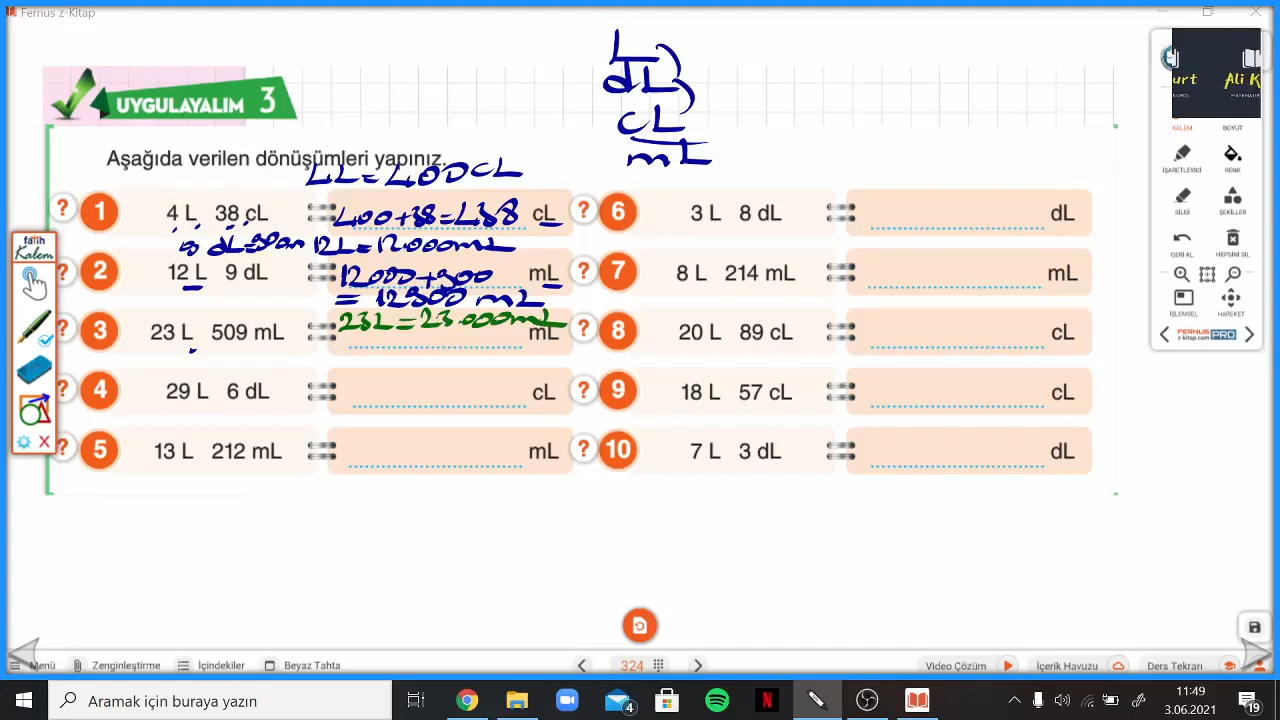 Fernus z-Kitap
L
dL
cL
mL
UYGULAYALIM 3
Aşağıda verilen dönüşümleri yapınız.
4L=400cL
? 1 4 L 38 cL 400+38=438 cL
12L=12.000mL
? 2 12 L 9 dL 12000+900 mL
= 12900 mL
23L=23.000mL
? 3 23 L 509 mL mL
? 4 29 L 6 dL cL
? 5 13 L 212 mL mL
? 6 3 L 8 dL dL
? 7 8 L 214 mL mL
? 8 20 L 89 cL cL
? 9 18 L 57 cL cL
? 10 7 L 3 dL dL
fatih
Kalem
urt Ali K
KALEM BOYUT
İŞARETLEYİCİ RENK
SİLGİ ŞEKİLLER
GERİ AL HEPSİNİ SİL
İŞLEMSEL HAREKET
FERNUS
z-kitap.com PRO
Menü Zenginleştirme İçindekiler Beyaz Tahta 324 Video Çözüm İçerik Havuzu Ders Tekrarı
Aramak için buraya yazın 4 11:49
3.06.2021 19